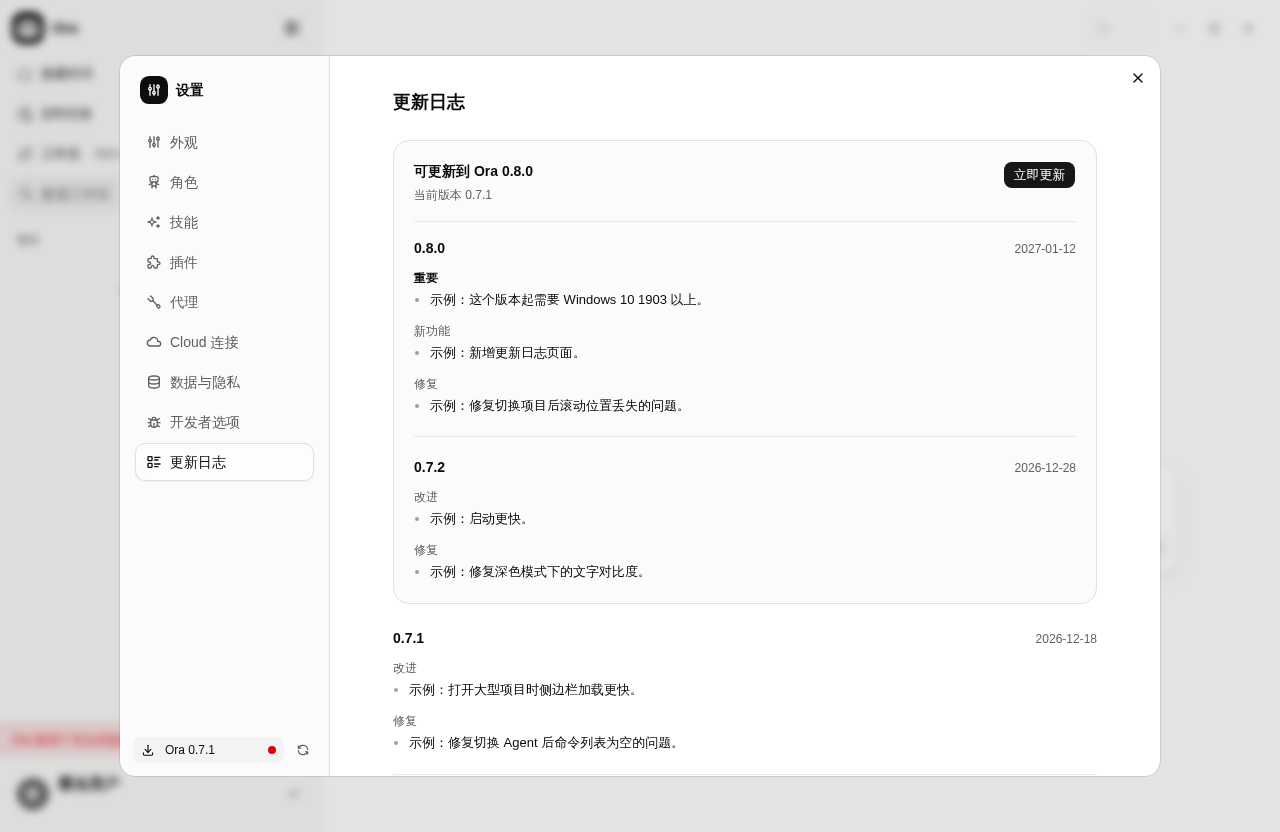 Ora
设置
外观
角色
技能
插件
代理
Cloud 连接
数据与隐私
开发者选项
更新日志
Ora 0.7.1
更新日志
可更新到 Ora 0.8.0
立即更新
当前版本 0.7.1
0.8.0
2027-01-12
重要
示例：这个版本起需要 Windows 10 1903 以上。
新功能
示例：新增更新日志页面。
修复
示例：修复切换项目后滚动位置丢失的问题。
0.7.2
2026-12-28
改进
示例：启动更快。
修复
示例：修复深色模式下的文字对比度。
0.7.1
2026-12-18
改进
示例：打开大型项目时侧边栏加载更快。
修复
示例：修复切换 Agent 后命令列表为空的问题。